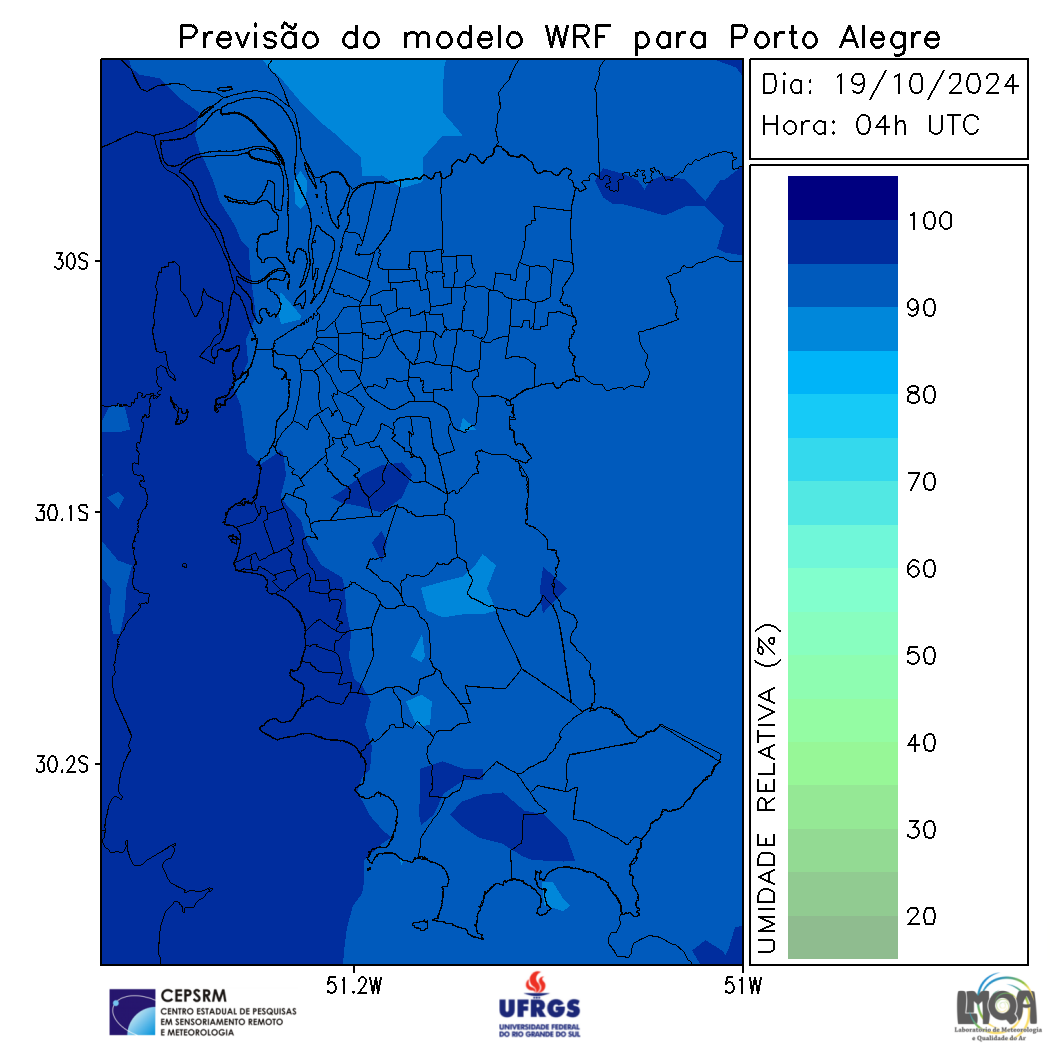 Previsão do modelo WRF para Porto Alegre
Dia: 19/10/2024
Hora: 04h UTC
100
90
80
70
60
50
40
30
20
UMIDADE RELATIVA (%)
30S
30.1S
30.2S
51.2W
51W
CEPSRM
CENTRO ESTADUAL DE PESQUISAS
EM SENSORIAMENTO REMOTO
E METEOROLOGIA
UFRGS
UNIVERSIDADE FEDERAL
DO RIO GRANDE DO SUL
LMQA
Laboratório de Meteorologia
e Qualidade do Ar